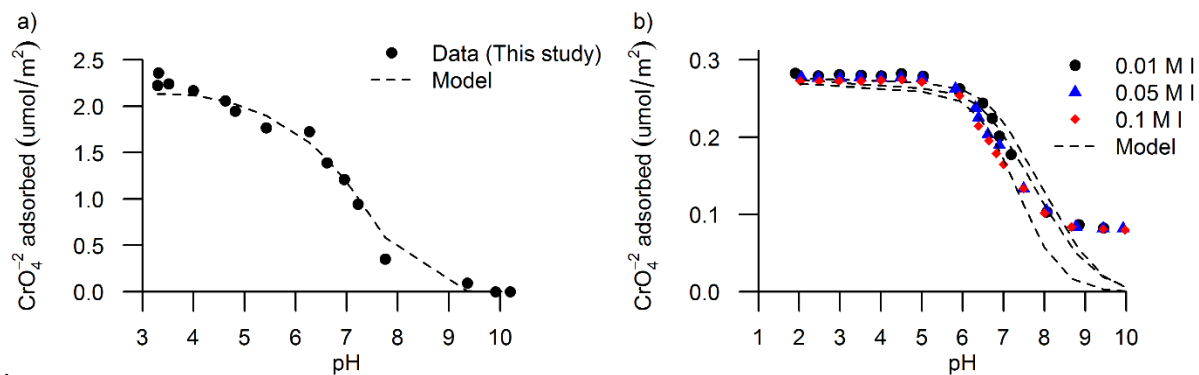 a)
CrO₄⁻² adsorbed (umol/m²)
2.5
2.0
1.5
1.0
0.5
0.0
Data (This study)
Model
3 4 5 6 7 8 9 10
pH
b)
CrO₄⁻² adsorbed (umol/m²)
0.3
0.2
0.1
0.0
0.01 M I
0.05 M I
0.1 M I
Model
1 2 3 4 5 6 7 8 9 10
pH